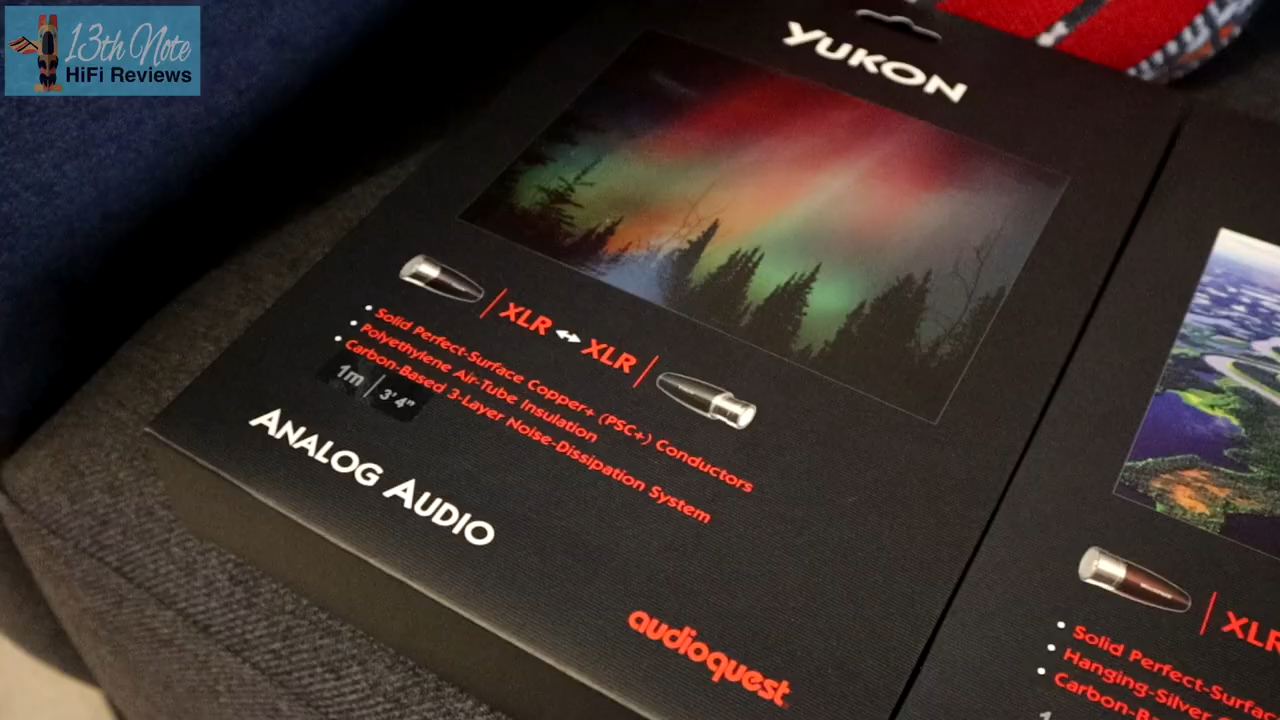 13th Note
HiFi Reviews
YUKON
XLR ⇔ XLR
• Solid Perfect-Surface Copper+ (PSC+) Conductors
• Polyethylene Air-Tube Insulation
• Carbon-Based 3-Layer Noise-Dissipation System
1m | 3'4"
ANALOG AUDIO
audioquest
XLR
• Solid Perfect-Surfac
• Hanging-Silver
• Carbon-B